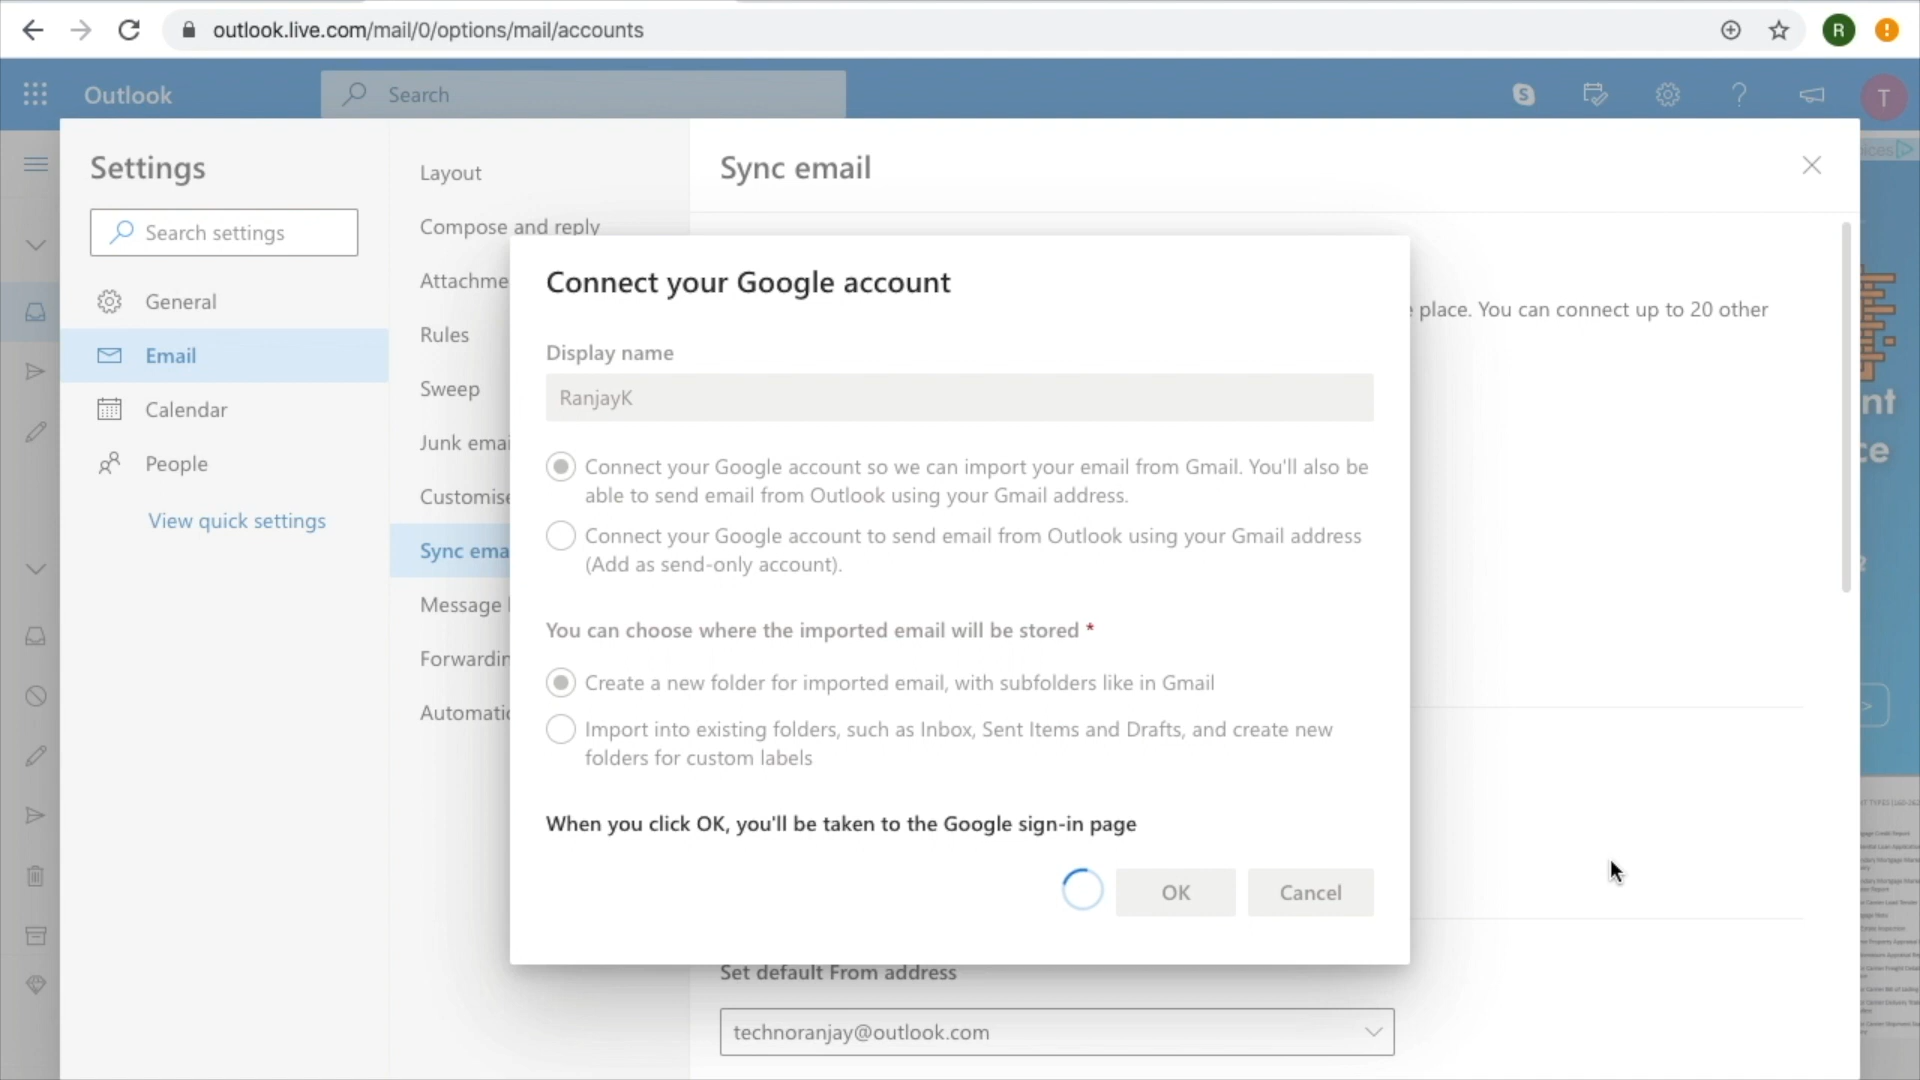 outlook.live.com/mail/0/options/mail/accounts
R
Outlook
Search
T
Settings
Search settings
General
Email
Calendar
People
View quick settings
Layout
Compose and reply
Attachme
Rules
Sweep
Junk emai
Customise
Sync ema
Message
Forwardin
Automatic
Sync email
place. You can connect up to 20 other
Connect your Google account
Display name
RanjayK
Connect your Google account so we can import your email from Gmail. You'll also be
able to send email from Outlook using your Gmail address.
Connect your Google account to send email from Outlook using your Gmail address
(Add as send-only account).
You can choose where the imported email will be stored *
Create a new folder for imported email, with subfolders like in Gmail
Import into existing folders, such as Inbox, Sent Items and Drafts, and create new
folders for custom labels
When you click OK, you'll be taken to the Google sign-in page
OK
Cancel
Set default From address
technoranjay@outlook.com
nt
ce